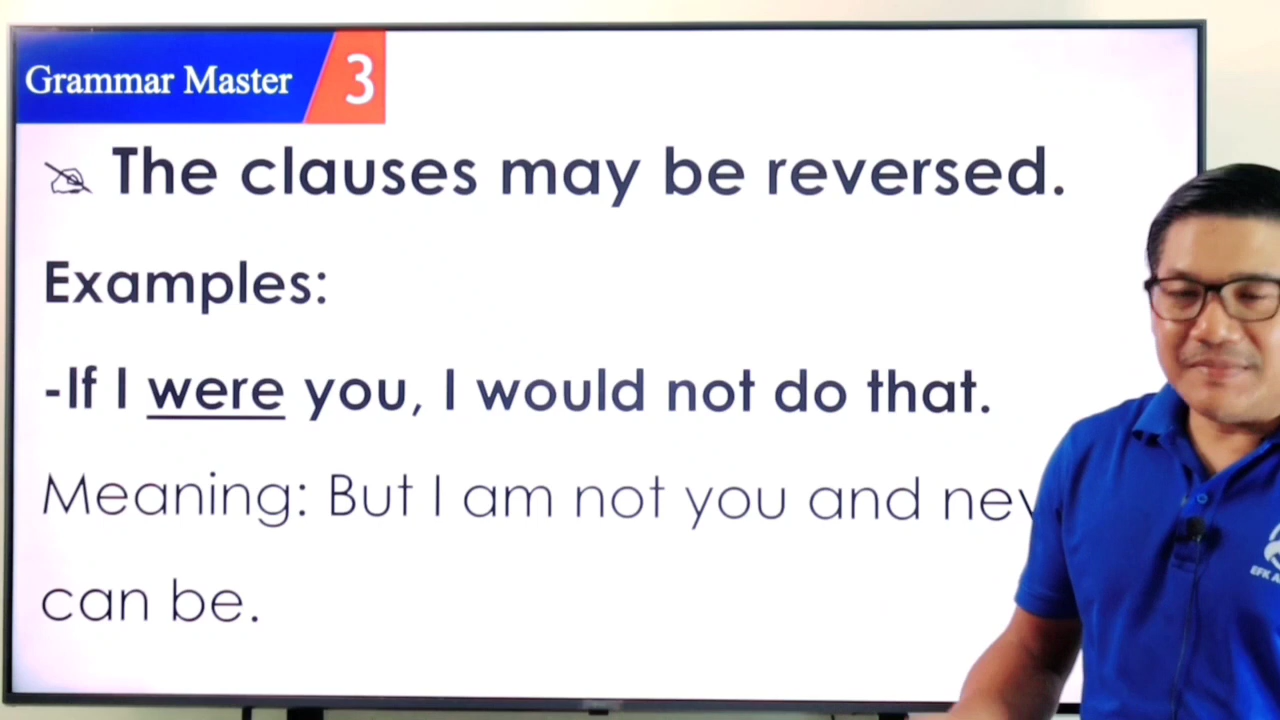 Grammar Master 3
The clauses may be reversed.
Examples:
-If I were you, I would not do that.
Meaning: But I am not you and
can be.
EFK